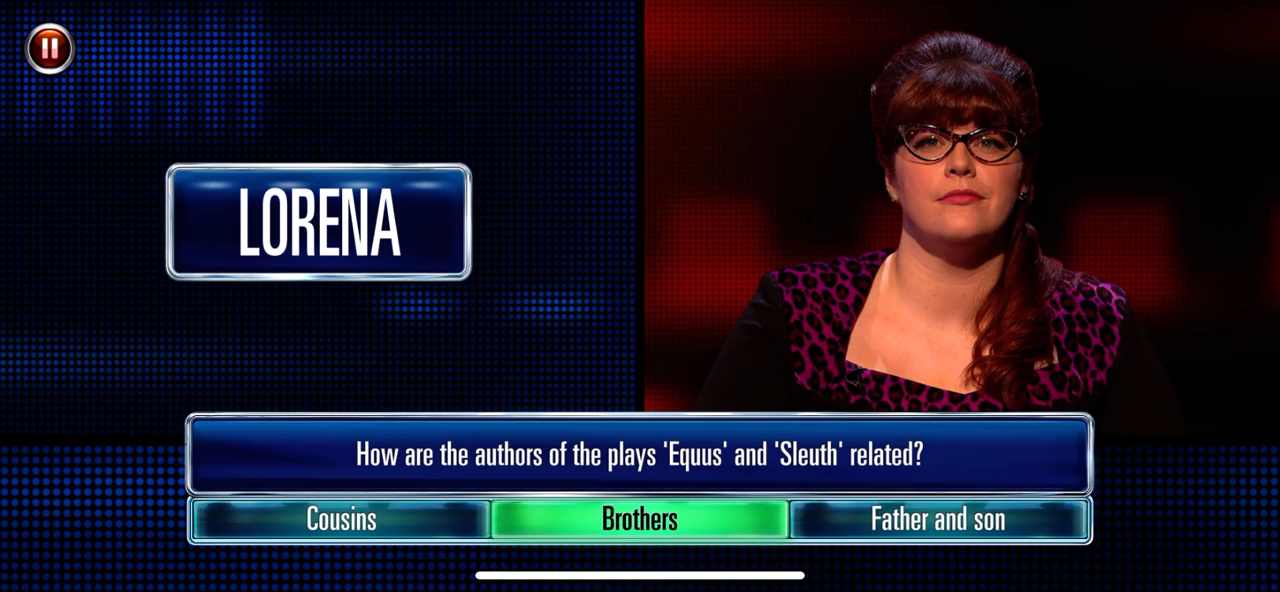 LORENA
How are the authors of the plays 'Equus' and 'Sleuth' related?
Cousins
Brothers
Father and son